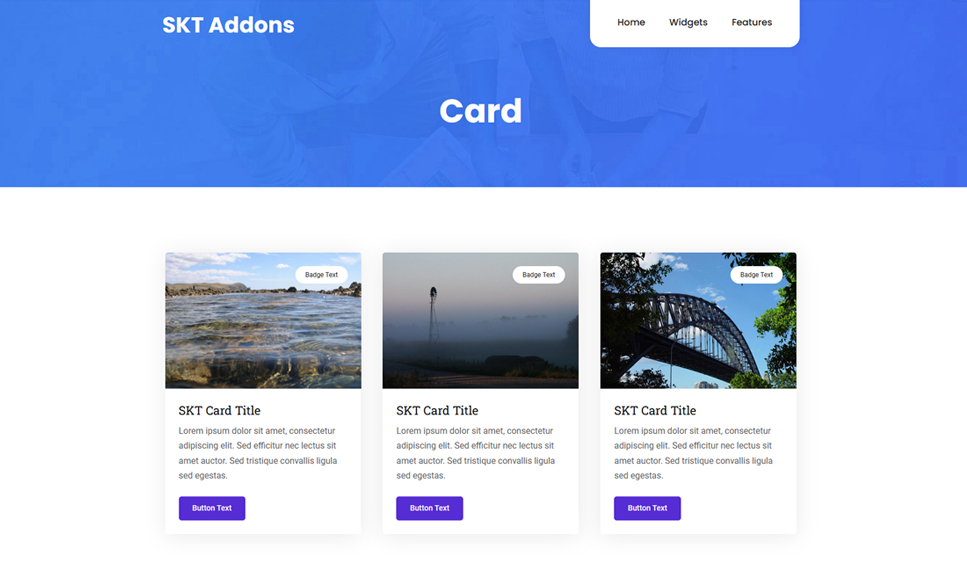 SKT Addons
Home Widgets Features
Card
Badge Text
SKT Card Title
Lorem ipsum dolor sit amet, consectetur
adipiscing elit. Sed efficitur nec lectus sit
amet auctor. Sed tristique convallis ligula
sed egestas.
Button Text
Badge Text
SKT Card Title
Lorem ipsum dolor sit amet, consectetur
adipiscing elit. Sed efficitur nec lectus sit
amet auctor. Sed tristique convallis ligula
sed egestas.
Button Text
Badge Text
SKT Card Title
Lorem ipsum dolor sit amet, consectetur
adipiscing elit. Sed efficitur nec lectus sit
amet auctor. Sed tristique convallis ligula
sed egestas.
Button Text